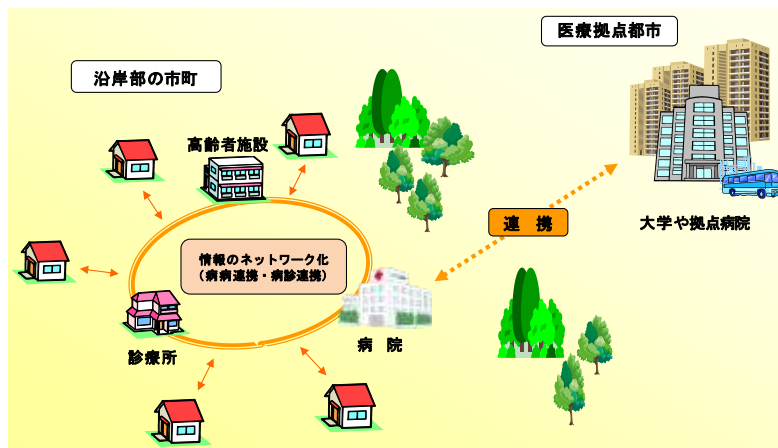 医療拠点都市
沿岸部の市町
高齢者施設
連　携
大学や拠点病院
情報のネットワーク化
（病病連携・病診連携）
病　院
診療所